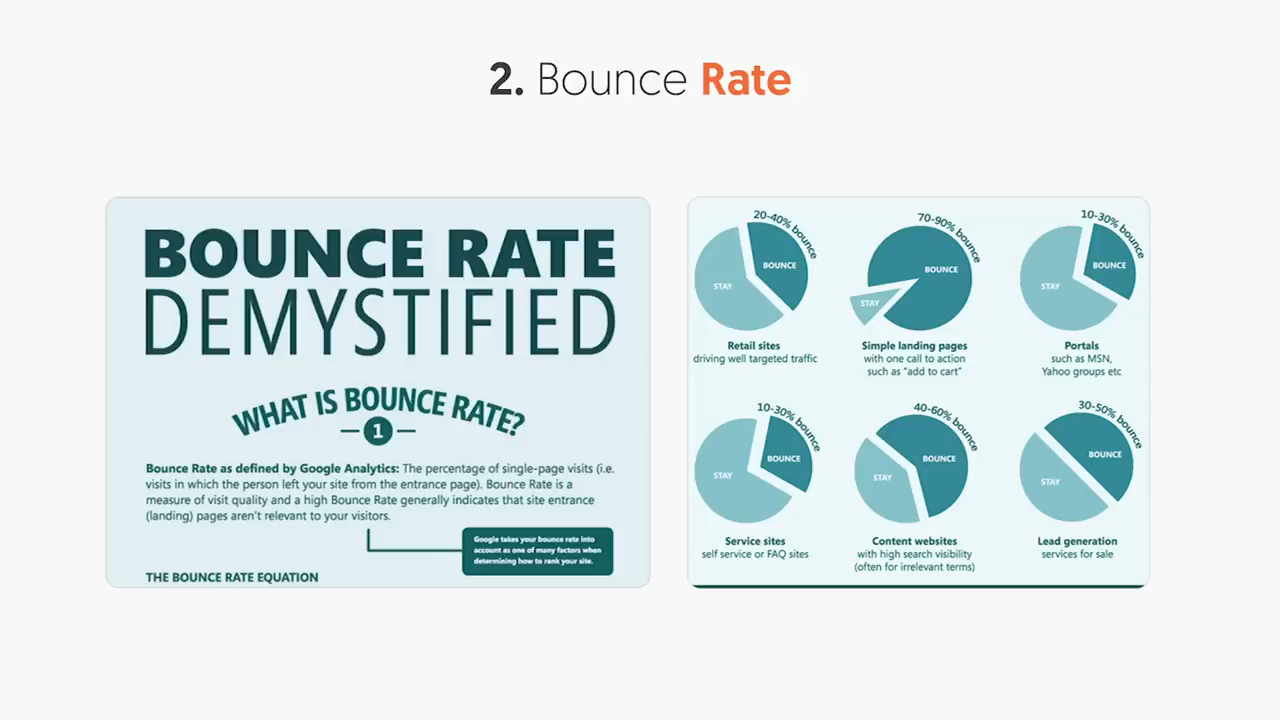 2. Bounce Rate
BOUNCE RATE
DEMYSTIFIED
WHAT IS BOUNCE RATE?
1
Bounce Rate as defined by Google Analytics: The percentage of single-page visits (i.e.
visits in which the person left your site from the entrance page). Bounce Rate is a
measure of visit quality and a high Bounce Rate generally indicates that site entrance
(landing) pages aren't relevant to your visitors.
Google takes your bounce rate into
account as one of many factors when
determining how to rank your site.
THE BOUNCE RATE EQUATION
20-40% bounce
BOUNCE
STAY
Retail sites
driving well targeted traffic
70-90% bounce
BOUNCE
STAY
Simple landing pages
with one call to action
such as "add to cart"
10-30% bounce
BOUNCE
STAY
Portals
such as MSN,
Yahoo groups etc
10-30% bounce
BOUNCE
STAY
Service sites
self service or FAQ sites
40-60% bounce
BOUNCE
STAY
Content websites
with high search visibility
(often for irrelevant terms)
30-50% bounce
BOUNCE
STAY
Lead generation
services for sale